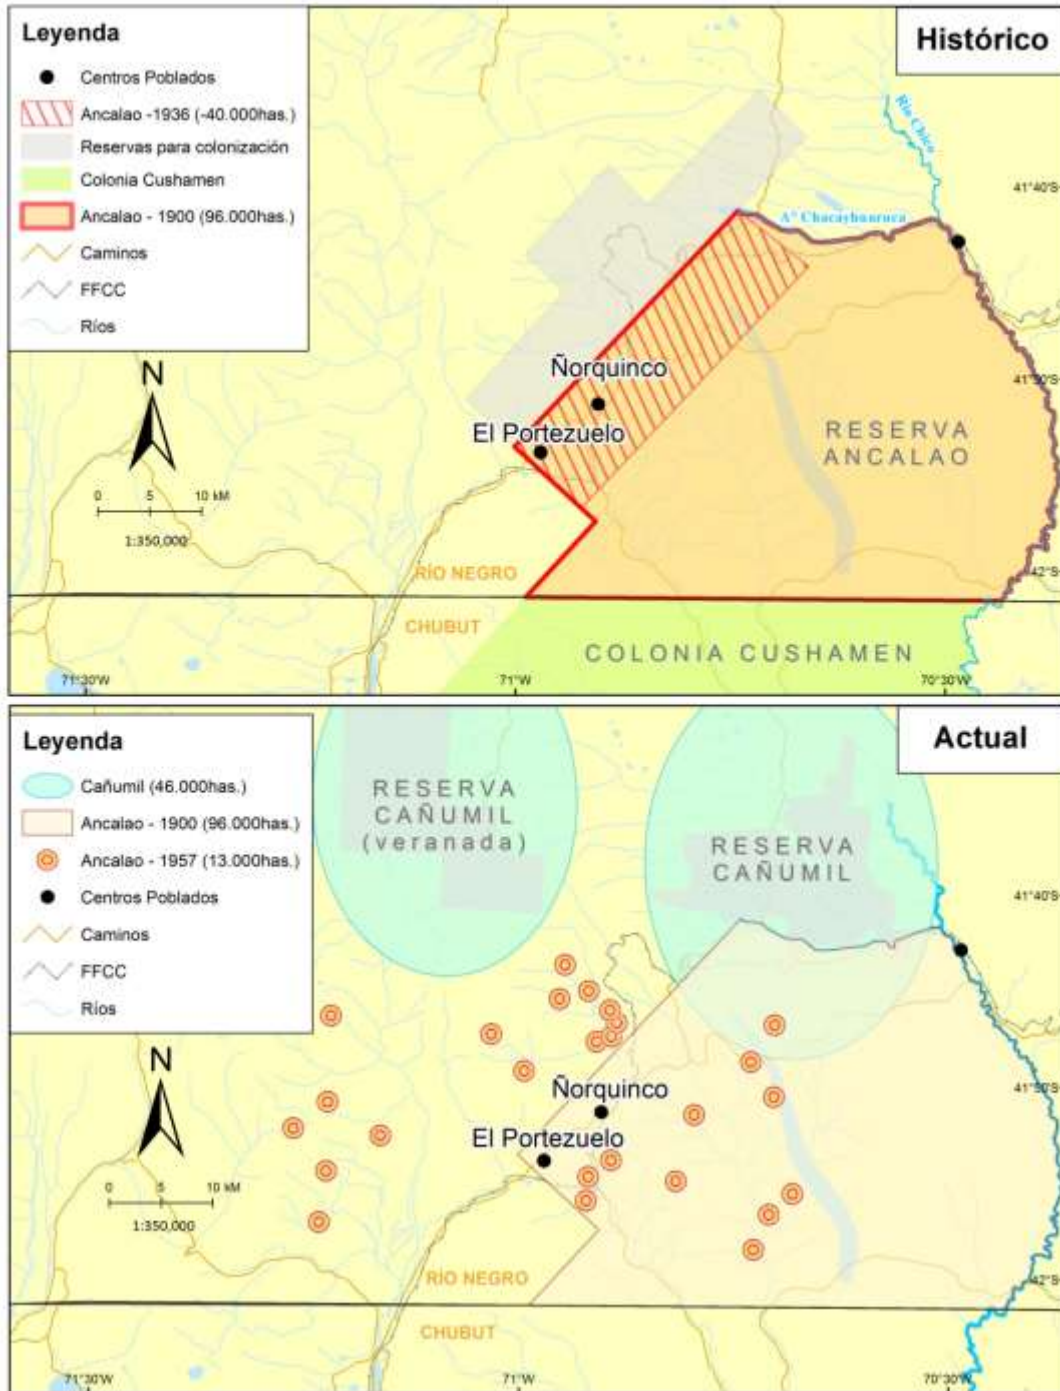 Histórico
Leyenda
Centros Poblados
Ancalao -1936 (-40.000has.)
Reservas para colonización
Colonia Cushamen
Ancalao - 1900 (96.000has.)
Caminos
FFCC
Ríos
N
0 5 10 kM
1:350,000
Río Chico
41°40'S
A° Chacayhuaruca
Ñorquinco
41°50'S
El Portezuelo
RESERVA
ANCALAO
42°S
RÍO NEGRO
CHUBUT
COLONIA CUSHAMEN
71°30'W
71°W
70°30'W
Actual
Leyenda
Cañumil (46.000has.)
Ancalao - 1900 (96.000has.)
Ancalao - 1957 (13.000has.)
Centros Poblados
Caminos
FFCC
Ríos
RESERVA
CAÑUMIL
(veranada)
RESERVA
CAÑUMIL
41°40'S
N
0 5 10 kM
1:350,000
Ñorquinco
41°50'S
El Portezuelo
RÍO NEGRO
42°S
CHUBUT
71°30'W
71°W
70°30'W